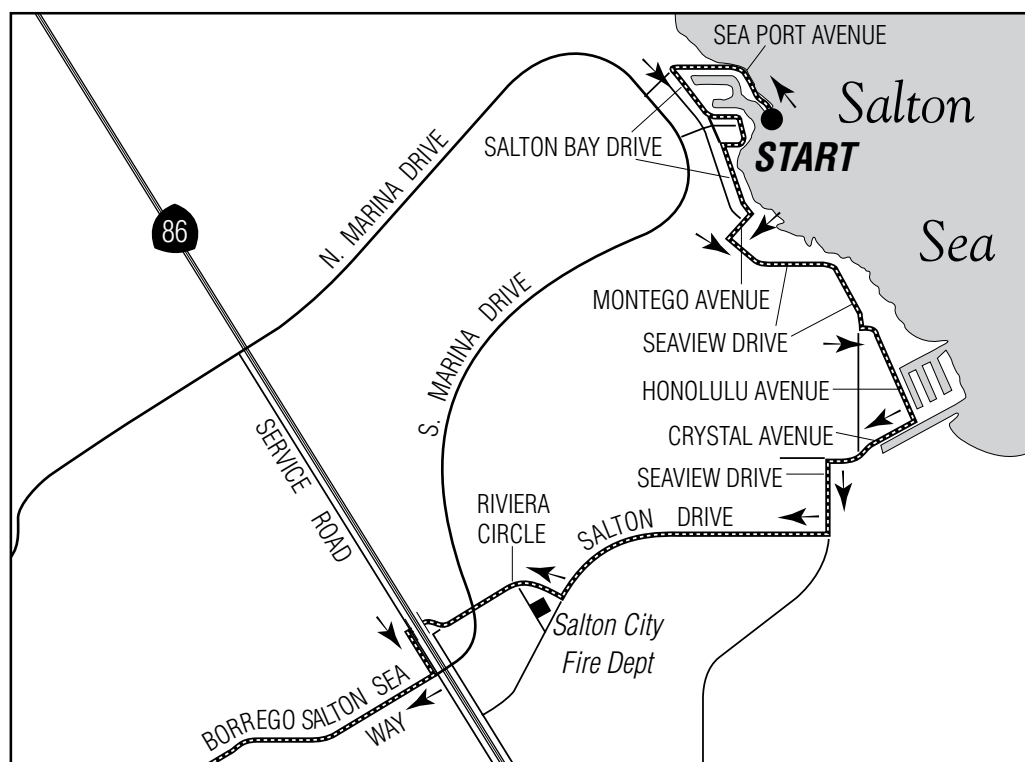 SEA PORT AVENUE
Salton
START
SALTON BAY DRIVE
N. MARINA DRIVE
86
Sea
MONTEGO AVENUE
S. MARINA DRIVE
SEAVIEW DRIVE
HONOLULU AVENUE
CRYSTAL AVENUE
SERVICE ROAD
SEAVIEW DRIVE
RIVIERA
CIRCLE
SALTON DRIVE
Salton City
Fire Dept
BORREGO SALTON SEA
WAY